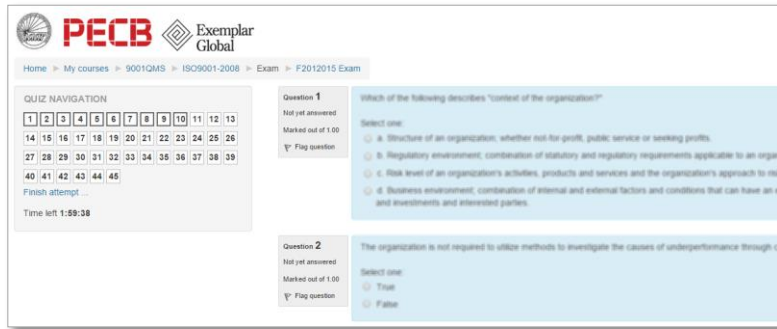 PECB Exemplar Global
Home ► My courses ► 9001QMS ► ISO9001-2008 ► Exam ► F2012015 Exam
QUIZ NAVIGATION
1 2 3 4 5 6 7 8 9 10 11 12 13
14 15 16 17 18 19 20 21 22 23 24 25 26
27 28 29 30 31 32 33 34 35 36 37 38 39
40 41 42 43 44 45
Finish attempt ...
Time left 1:59:38
Question 1
Not yet answered
Marked out of 1.00
Flag question
Which of the following describes "context of the organization?"
Select one:
a. Structure of an organization; whether not-for-profit, public service or seeking profits.
b. Regulatory environment; combination of statutory and regulatory requirements applicable to an
c. Risk level of an organization's activities, products and services and the organization's approach to
d. Business environment; combination of internal and external factors and conditions that can have an
and investments and interested parties.
Question 2
Not yet answered
Marked out of 1.00
Flag question
The organization is not required to utilize methods to investigate the causes of underperformance through
Select one:
True
False